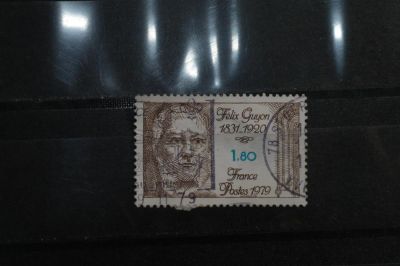 Félix Guyon
1831.1920
1.80
France
Postes 1979